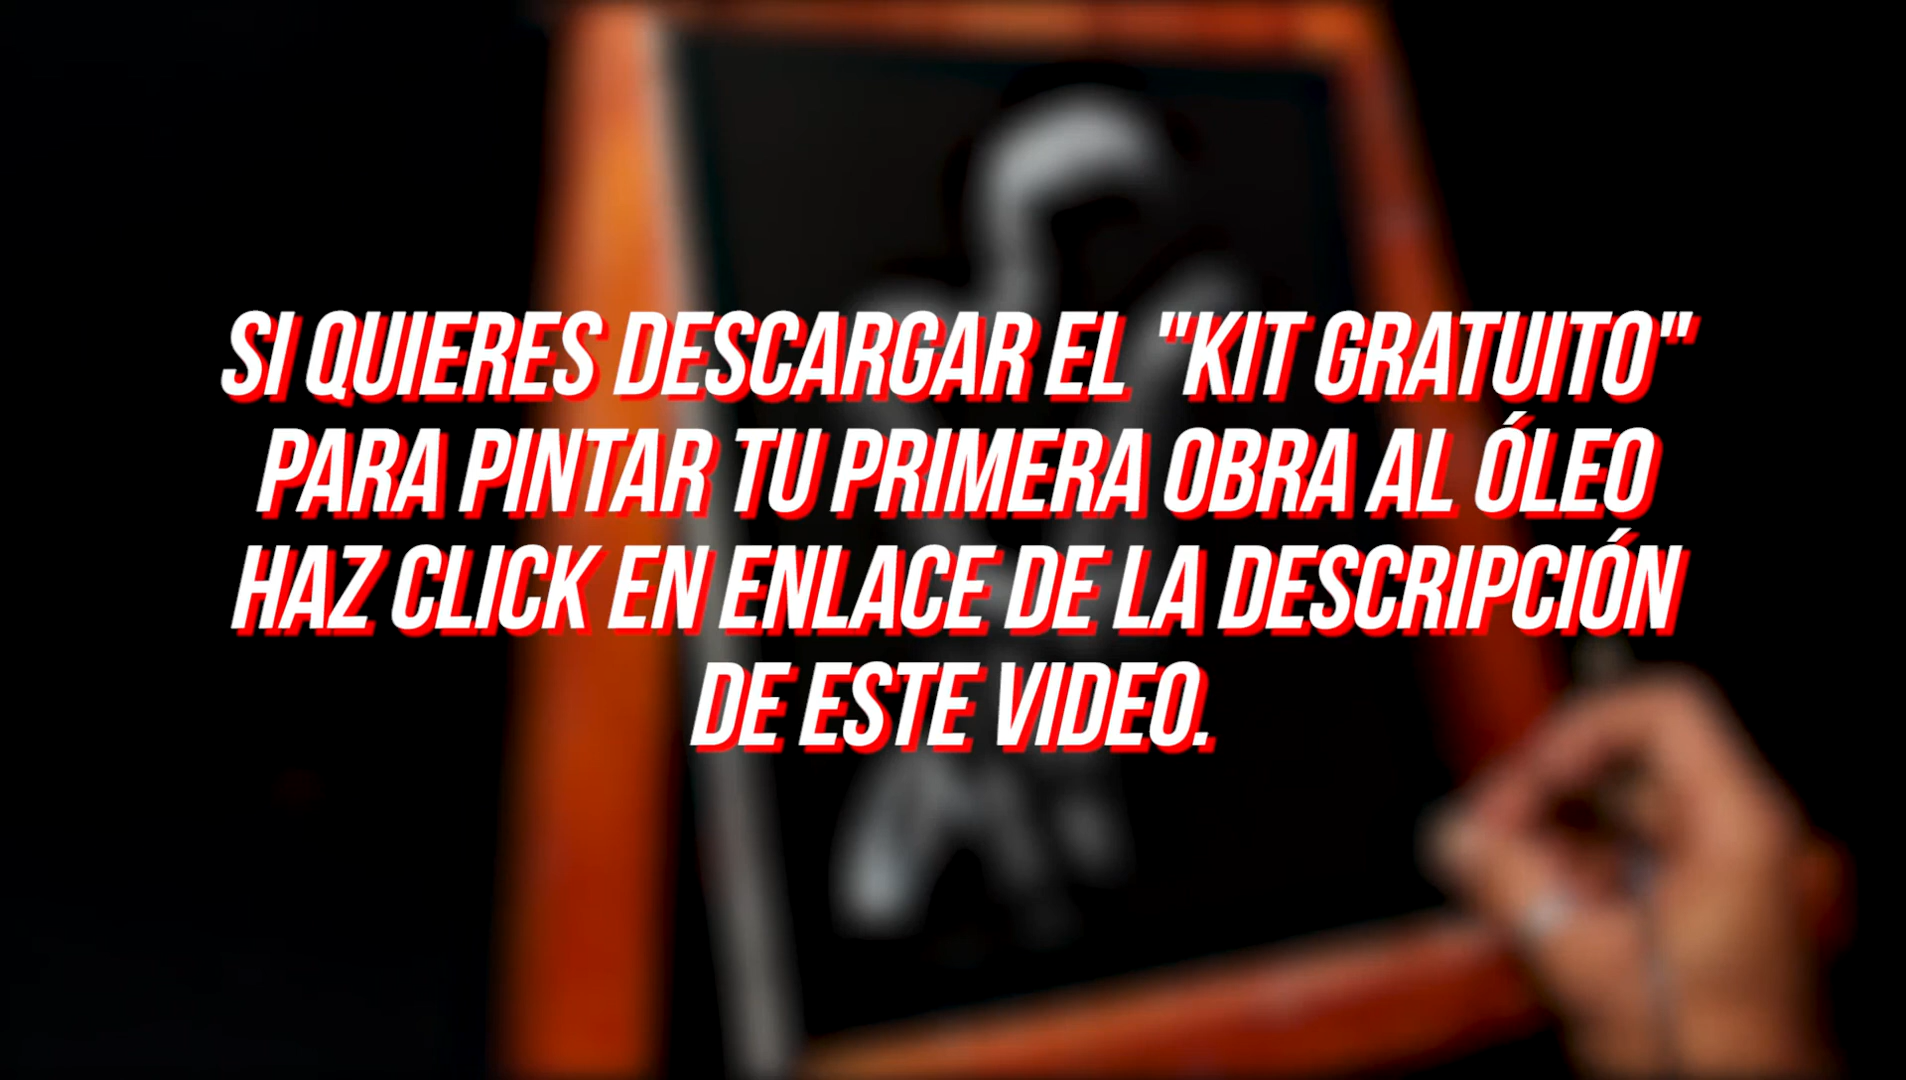 SI QUIERES DESCARGAR EL "KIT GRATUITO"
PARA PINTAR TU PRIMERA OBRA AL ÓLEO
HAZ CLICK EN ENLACE DE LA DESCRIPCIÓN
DE ESTE VIDEO.